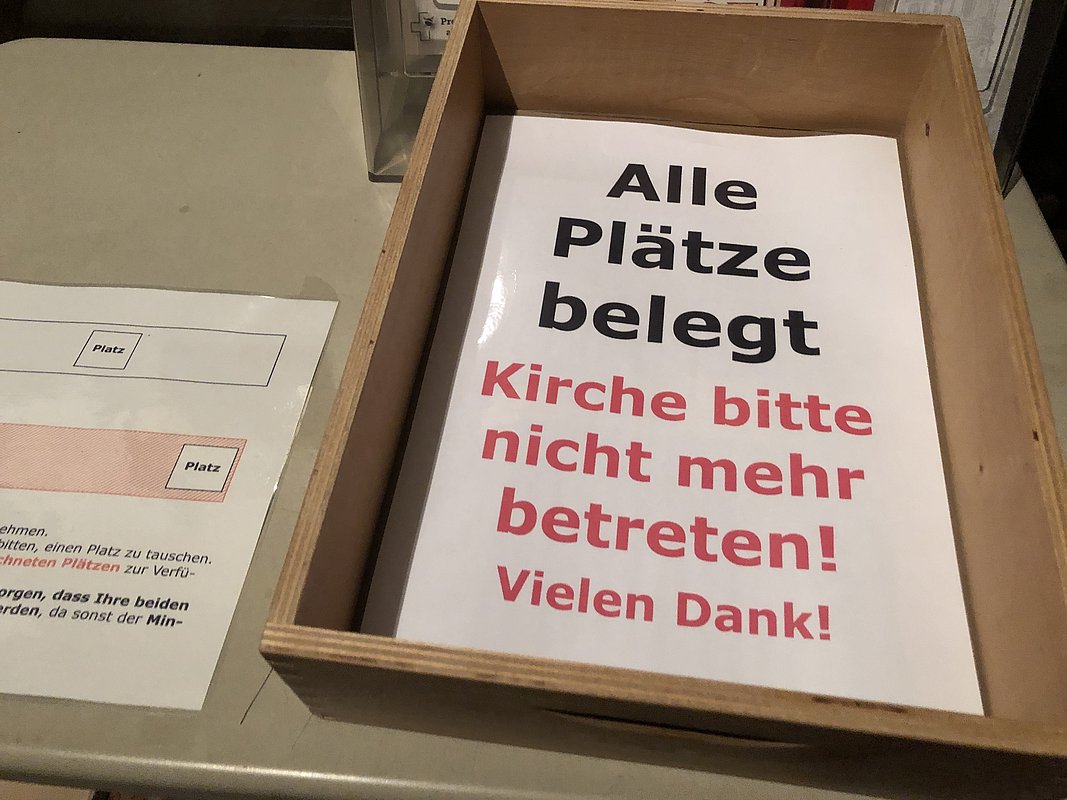 Alle
Plätze
belegt
Kirche bitte
nicht mehr
betreten!
Vielen Dank!
Platz
Platz
ehmen.
bitten, einen Platz zu tauschen.
chneten Plätzen zur Verfü-
orgen, dass Ihre beiden
erden, da sonst der Min-